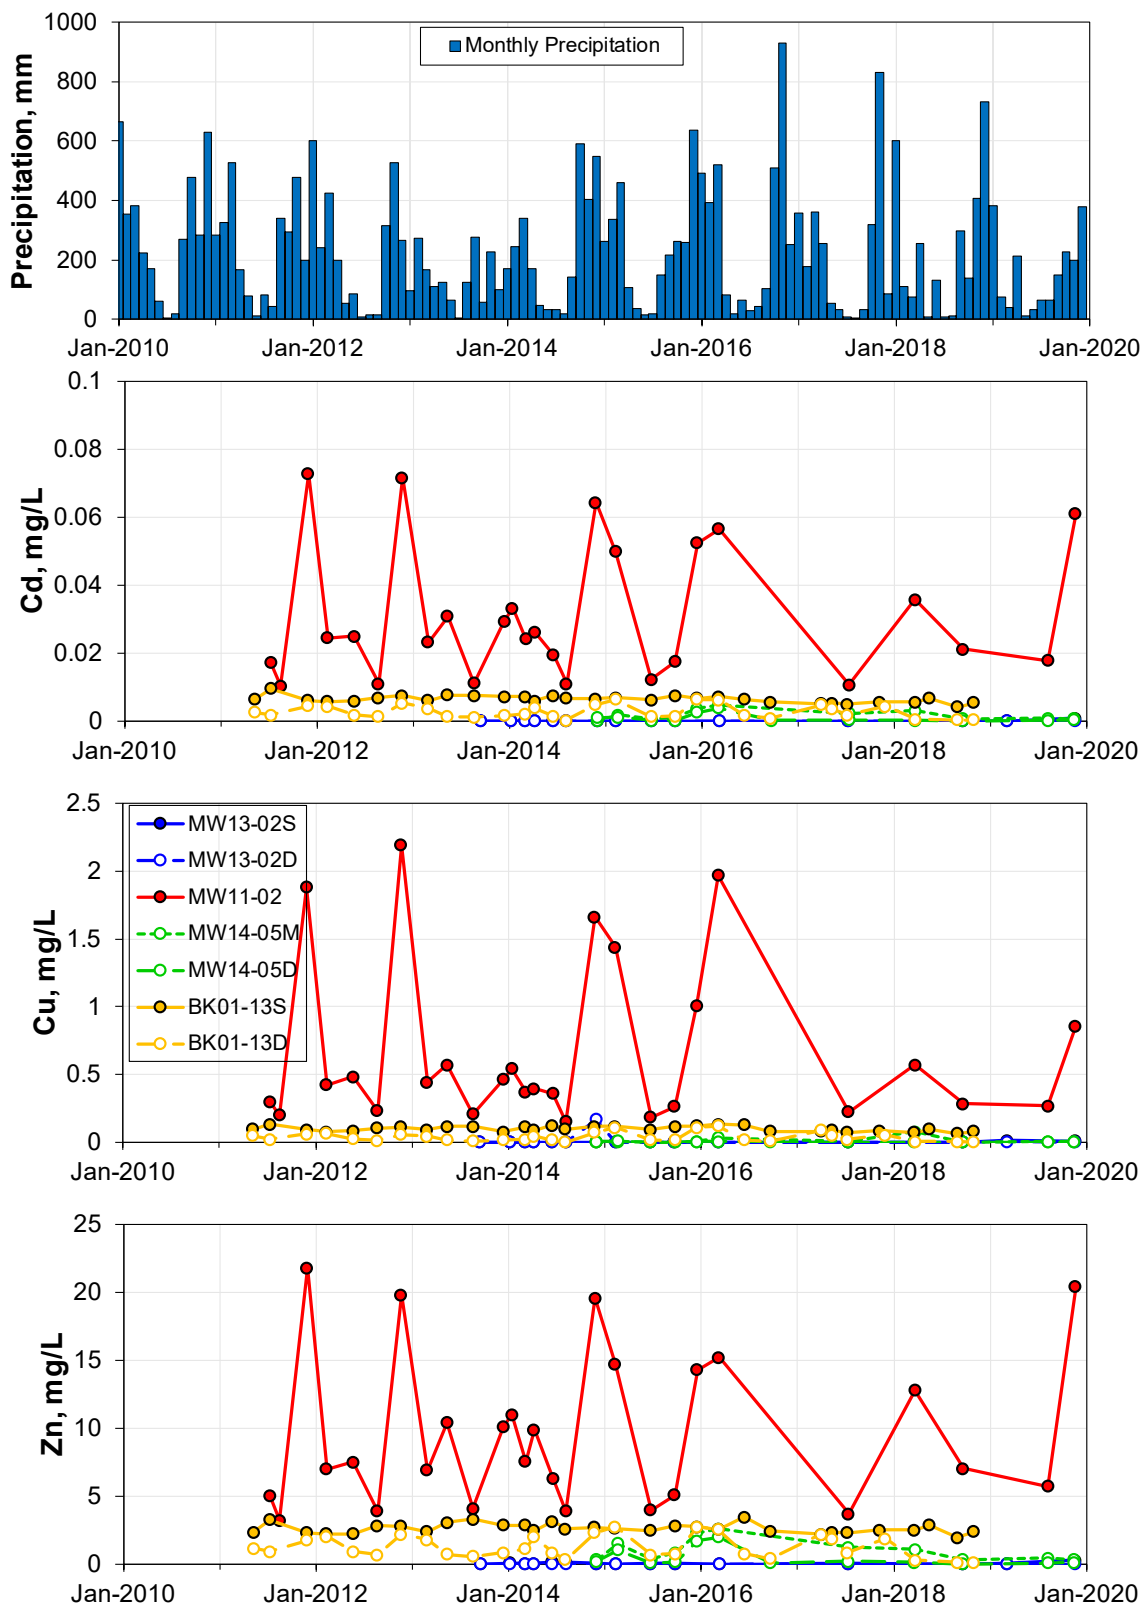 1000
800
600
400
200
0
Precipitation, mm
Monthly Precipitation
Jan-2010 Jan-2012 Jan-2014 Jan-2016 Jan-2018 Jan-2020
0.1
0.08
0.06
0.04
0.02
0
Cd, mg/L
Jan-2010 Jan-2012 Jan-2014 Jan-2016 Jan-2018 Jan-2020
2.5
2
1.5
1
0.5
0
Cu, mg/L
MW13-02S
MW13-02D
MW11-02
MW14-05M
MW14-05D
BK01-13S
BK01-13D
Jan-2010 Jan-2012 Jan-2014 Jan-2016 Jan-2018 Jan-2020
25
20
15
10
5
0
Zn, mg/L
Jan-2010 Jan-2012 Jan-2014 Jan-2016 Jan-2018 Jan-2020